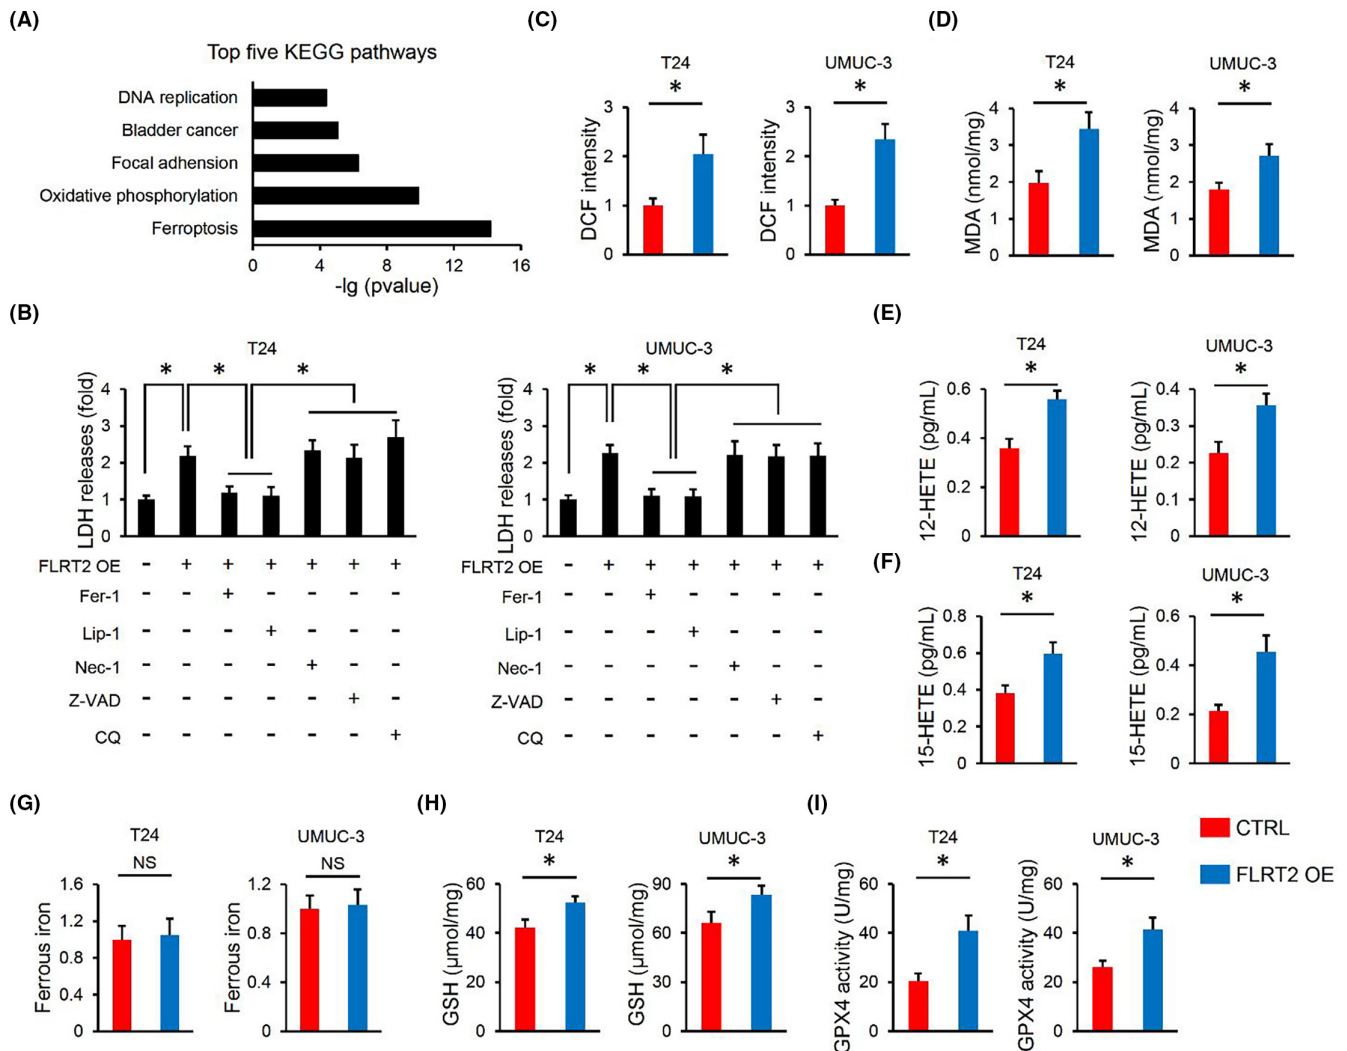 (A)
Top five KEGG pathways
DNA replication
Bladder cancer
Focal adhension
Oxidative phosphorylation
Ferroptosis
0 4 8 12 16
-lg (pvalue)
(B)
T24
* * *
LDH releases (fold)
4
3
2
1
0
FLRT2 OE - + + + + + +
Fer-1 - - + - - - -
Lip-1 - - - + - - -
Nec-1 - - - - + - -
Z-VAD - - - - - + -
CQ - - - - - - +
UMUC-3
* * *
LDH releases (fold)
4
3
2
1
0
FLRT2 OE - + + + + + +
Fer-1 - - + - - - -
Lip-1 - - - + - - -
Nec-1 - - - - + - -
Z-VAD - - - - - + -
CQ - - - - - - +
(C)
T24
*
DCF intensity
3
2
1
0
UMUC-3
*
DCF intensity
3
2
1
0
(D)
T24
*
MDA (nmol/mg)
4
3
2
1
0
UMUC-3
*
MDA (nmol/mg)
4
3
2
1
0
(E)
T24
*
12-HETE (pg/mL)
0.6
0.4
0.2
0
UMUC-3
*
12-HETE (pg/mL)
0.4
0.3
0.2
0.1
0
(F)
T24
*
15-HETE (pg/mL)
0.8
0.6
0.4
0.2
0
UMUC-3
*
15-HETE (pg/mL)
0.6
0.4
0.2
0
(G)
T24
NS
Ferrous iron
1.6
1.2
0.8
0.4
0
UMUC-3
NS
Ferrous iron
1.2
0.9
0.6
0.3
0
(H)
T24
*
GSH (μmol/mg)
60
40
20
0
UMUC-3
*
GSH (μmol/mg)
90
60
30
0
(I)
T24
*
GPX4 activity (U/mg)
60
40
20
0
UMUC-3
*
GPX4 activity (U/mg)
60
40
20
0
CTRL
FLRT2 OE